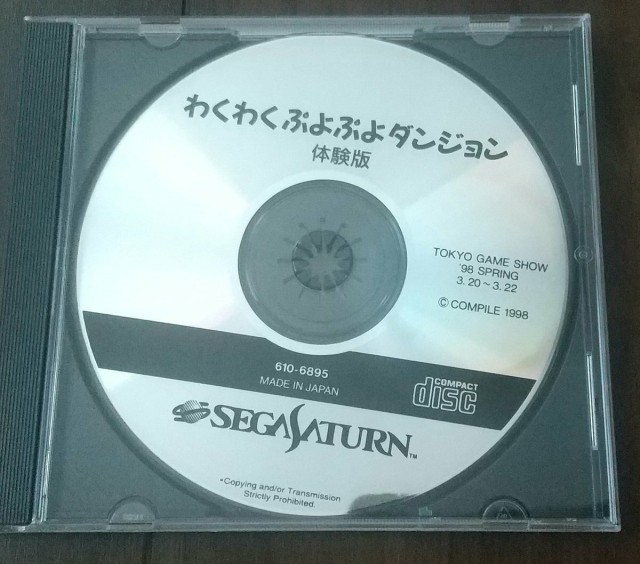 わくわくぷよぷよダンジョン
体験版
TOKYO GAME SHOW
'98 SPRING
3. 20～3. 22
© COMPILE 1998
610-6895
MADE IN JAPAN
COMPACT
disc
SEGA SATURN™
*Copying and/or Transmission
Strictly Prohibited.